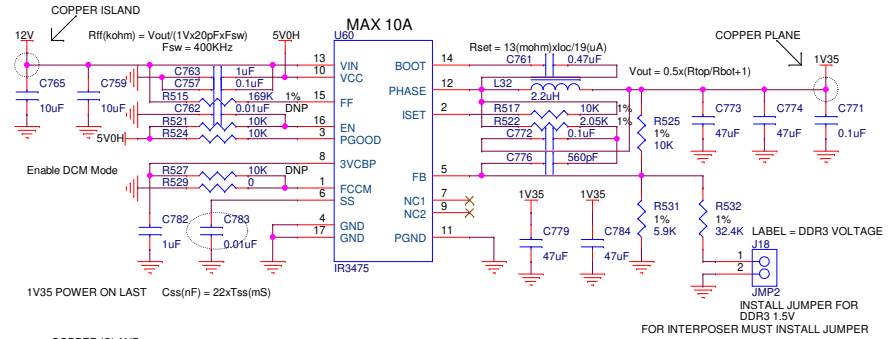 COPPER ISLAND
12V
Rff(kohm) = Vout/(1Vx20pFxFsw)
Fsw = 400KHz
5V0H
MAX 10A
U60
Rset = 13(mohm)xIoc/19(uA)
COPPER PLANE
1V35
Vout = 0.5x(Rtop/Rbot+1)
C765
10uF
C759
10uF
C763 1uF
C757 0.1uF
R515 169K 1%
C762 0.01uF DNP
R521 10K
5V0H R524 10K
13 VIN
10 VCC
15 FF
16 EN
3 PGOOD
8 3VCBP
1 FCCM
6 SS
4 GND
17 GND
BOOT 14
PHASE 12
ISET 2
FB 5
NC1 7
NC2 9
PGND 11
IR3475
C761 0.47uF
L32
2.2uH
R517 10K 1%
R522 2.05K 1%
C772 0.1uF
C776 560pF
R525
1%
10K
C773
47uF
C774
47uF
C771
0.1uF
Enable DCM Mode
R527 10K DNP
R529 0
C782
1uF
C783
0.01uF
1V35
1V35
C779
47uF
C784
47uF
R531
1%
5.9K
R532
1%
32.4K
LABEL = DDR3 VOLTAGE
J18
1
2
JMP2
INSTALL JUMPER FOR
DDR3 1.5V
FOR INTERPOSER MUST INSTALL JUMPER
1V35 POWER ON LAST
Css(nF) = 22xTss(mS)